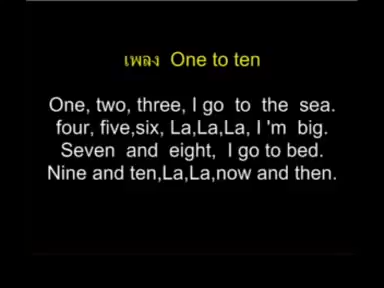 เพลง One to ten
One, two, three, I go to the sea.
four, five,six, La,La,La, I 'm big.
Seven and eight, I go to bed.
Nine and ten,La,La,now and then.